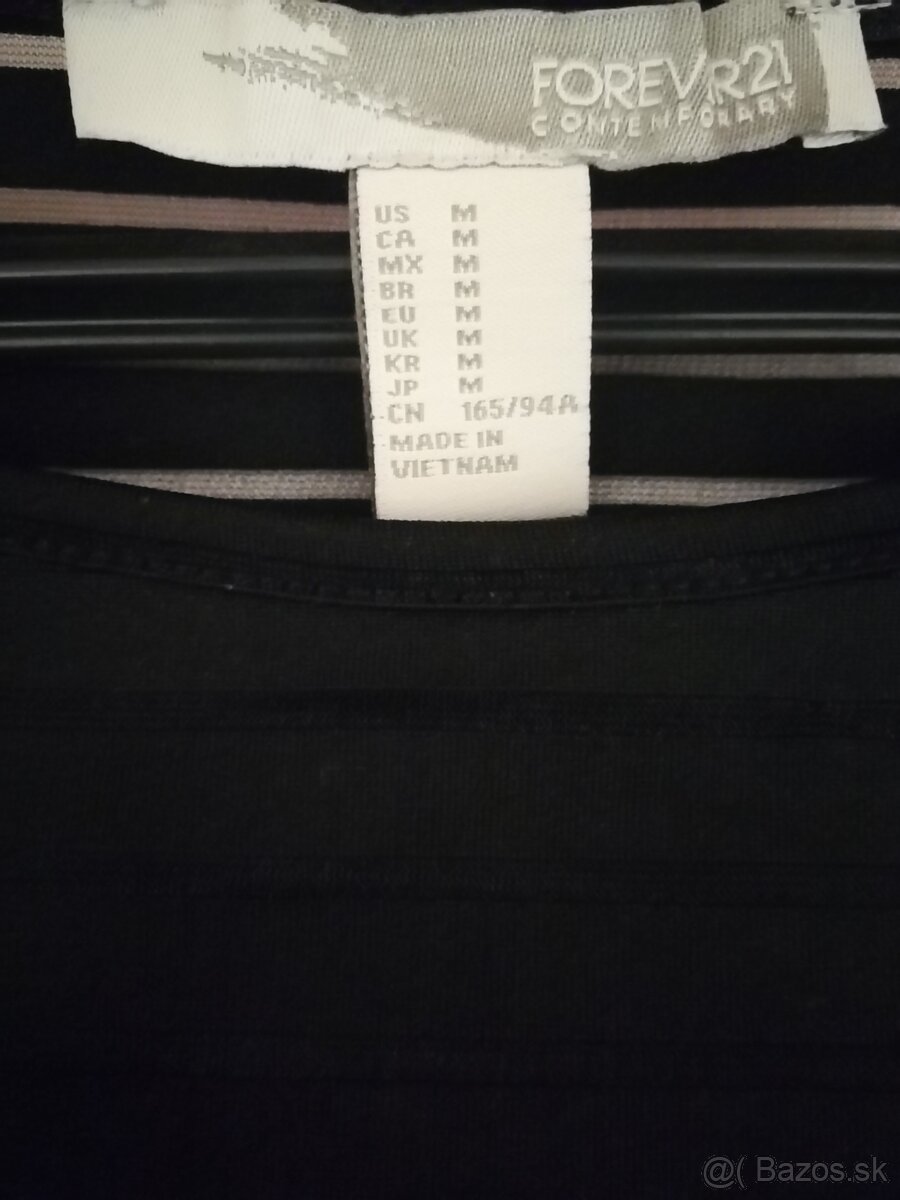 FOREVER21
CONTEMPORARY
US M
CA M
MX M
BR M
EU M
UK M
KR M
JP M
CN 165/94A
MADE IN
VIETNAM
@( Bazos.sk